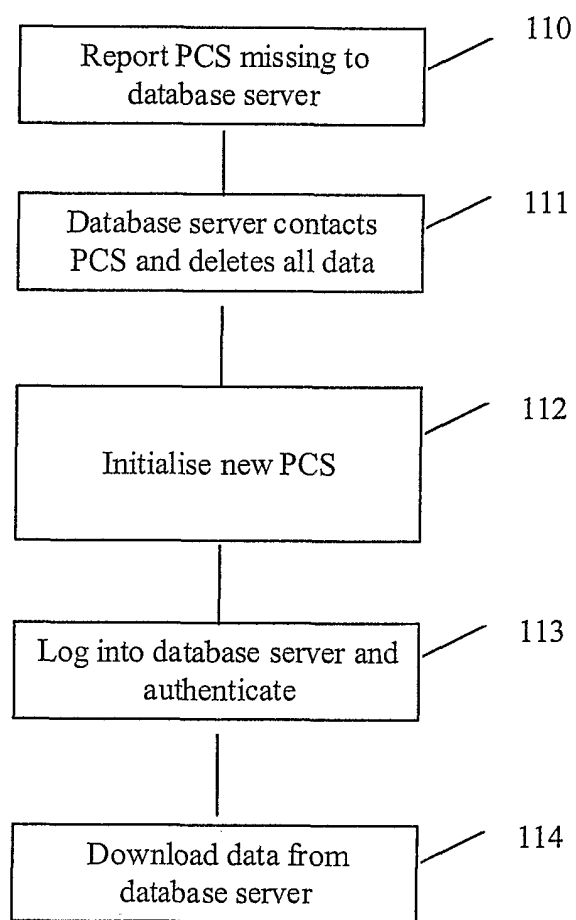 110
Report PCS missing to
database server
111
Database server contacts
PCS and deletes all data
112
Initialise new PCS
113
Log into database server and
authenticate
114
Download data from
database server